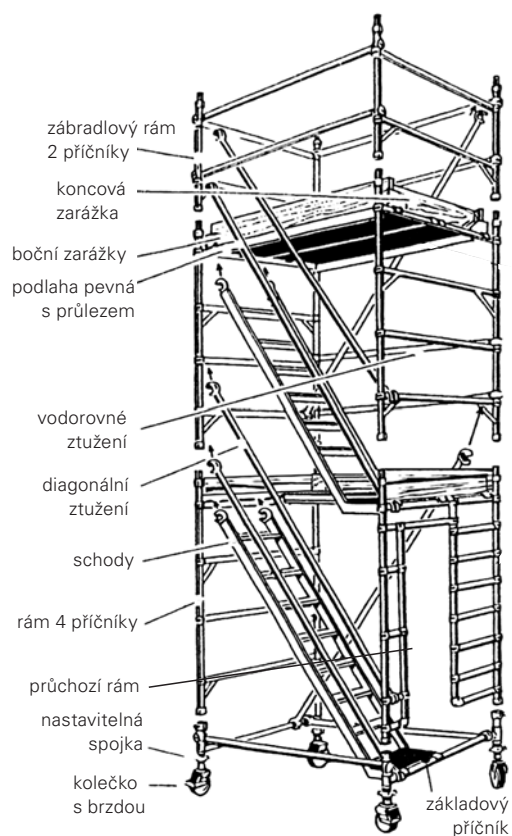 zábradlový rám
2 příčníky
koncová
zarážka
boční zarážky
podlaha pevná
s průlezem
vodorovné
ztužení
diagonální
ztužení
schody
rám 4 příčníky
průchozí rám
nastavitelná
spojka
kolečko
s brzdou
základový
příčník